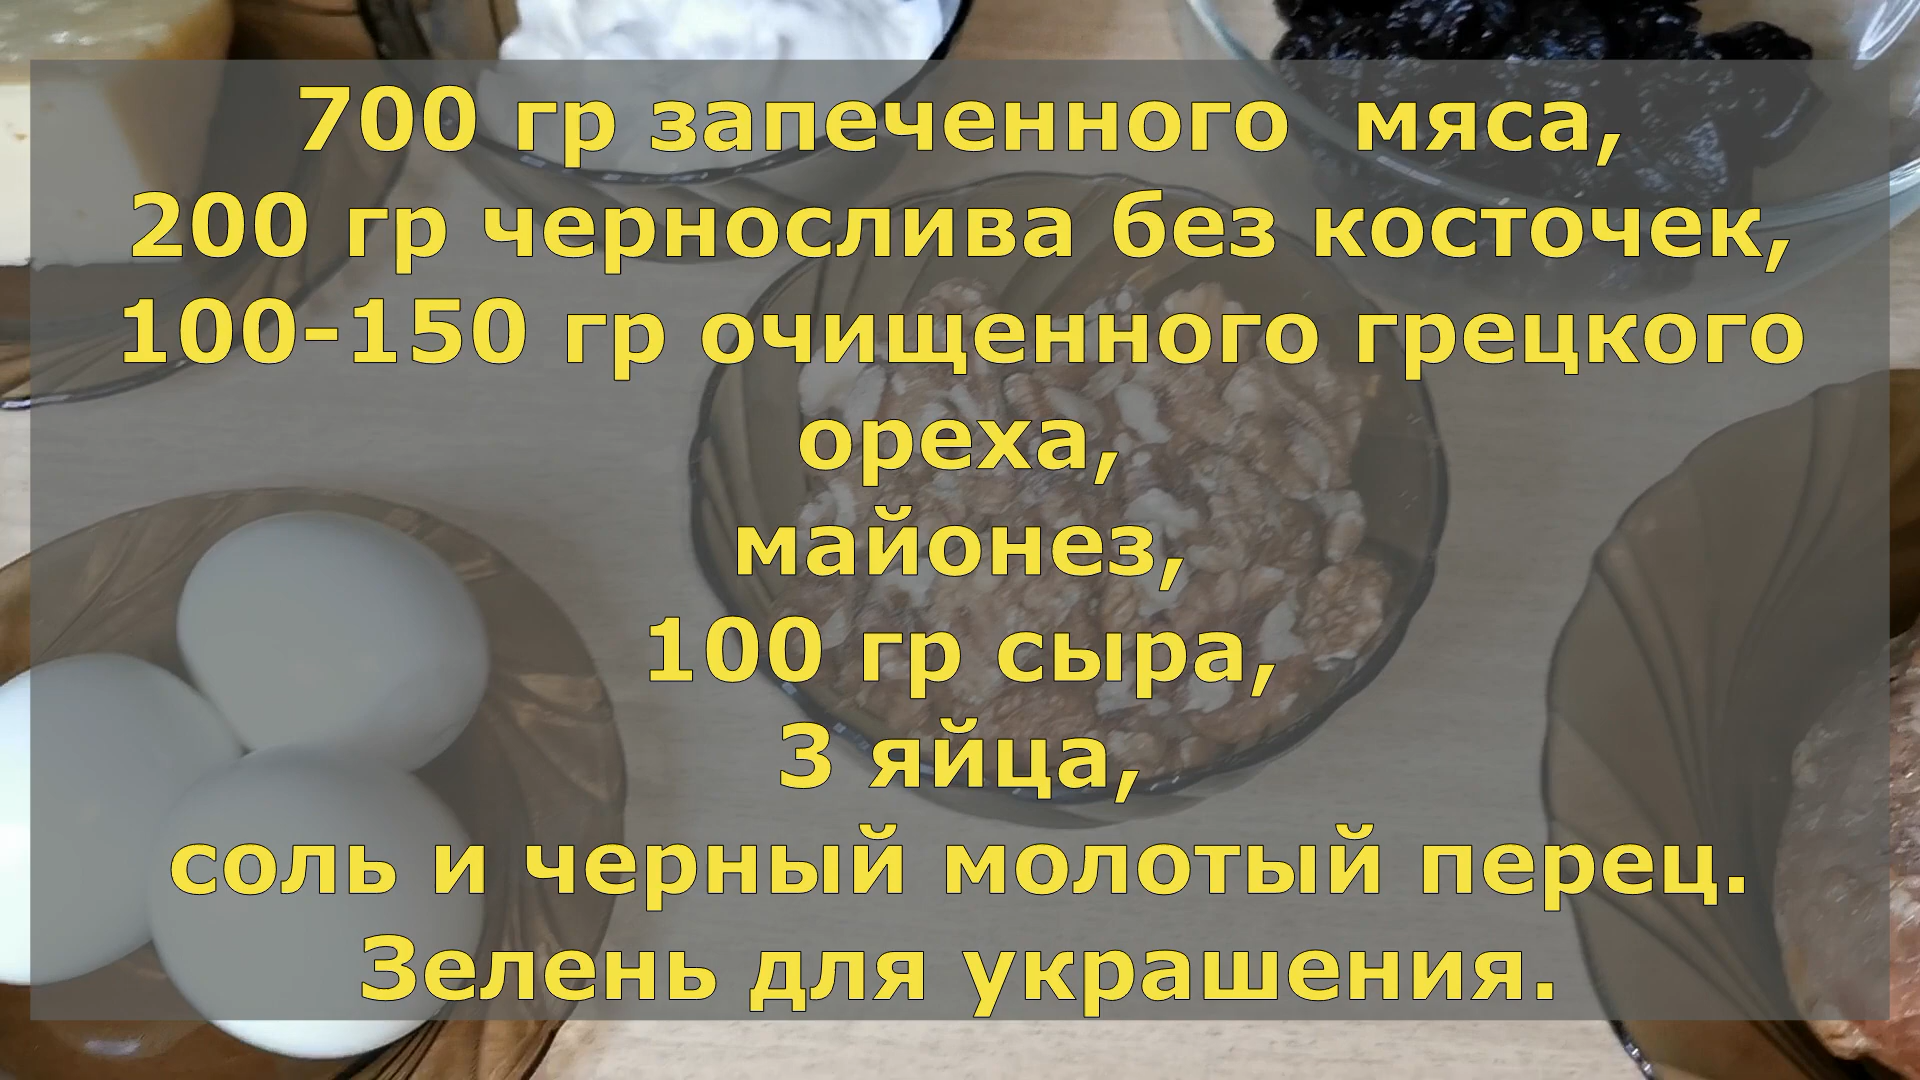 700 гр запеченного  мяса,
200 гр чернослива без косточек,
100-150 гр очищенного грецкого
ореха,
майонез,
100 гр сыра,
3 яйца,
соль и черный молотый перец.
Зелень для украшения.